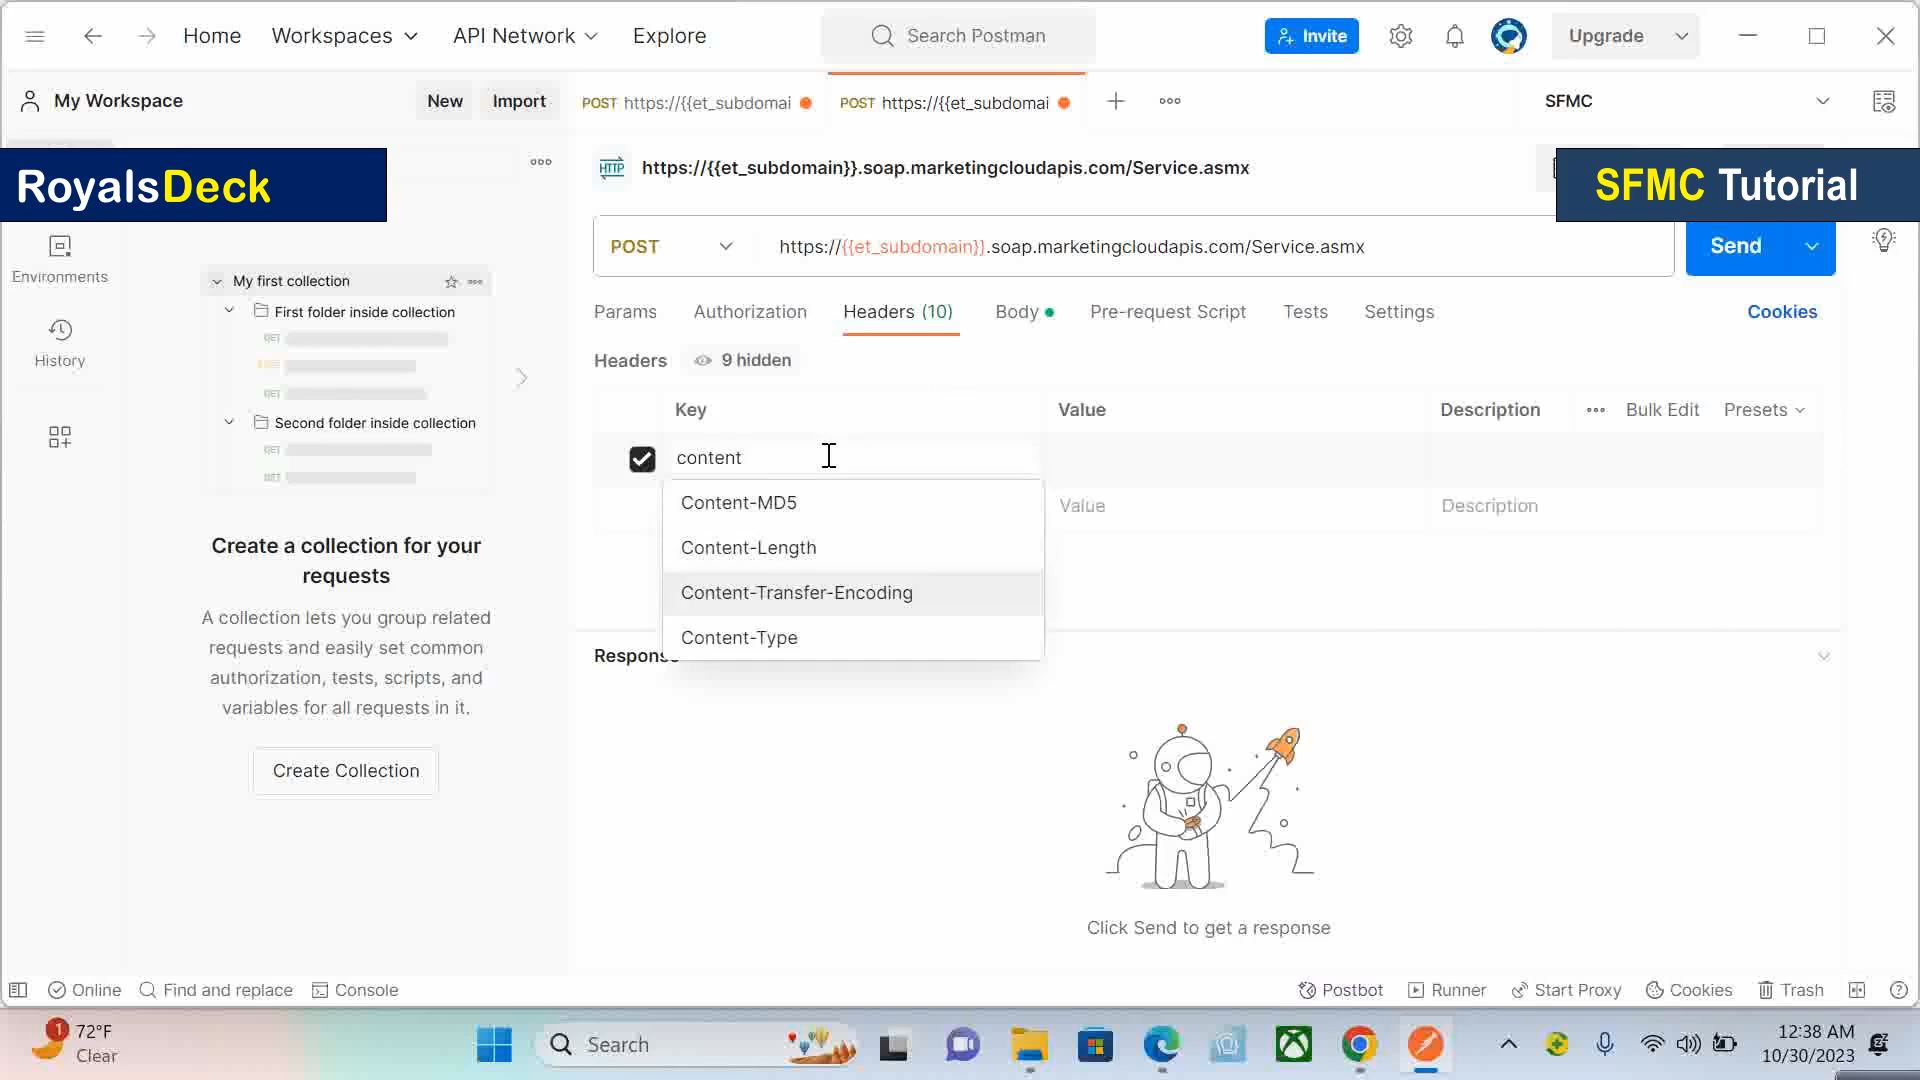 Home
Workspaces
API Network
Explore
Search Postman
Invite
Upgrade
My Workspace
New
Import
POST https://{{et_subdomai
POST https://{{et_subdomai
SFMC
RoyalsDeck
HTTP
https://{{et_subdomain}}.soap.marketingcloudapis.com/Service.asmx
SFMC Tutorial
POST
https://{{et_subdomain}}.soap.marketingcloudapis.com/Service.asmx
Send
Environments
History
My first collection
First folder inside collection
GET
GET
Second folder inside collection
GET
GET
Create a collection for your
requests
A collection lets you group related
requests and easily set common
authorization, tests, scripts, and
variables for all requests in it.
Create Collection
Params
Authorization
Headers (10)
Body
Pre-request Script
Tests
Settings
Cookies
Headers
9 hidden
Key
Value
Description
Bulk Edit
Presets
content
Content-MD5
Content-Length
Content-Transfer-Encoding
Content-Type
Value
Description
Response
Click Send to get a response
Online
Find and replace
Console
Postbot
Runner
Start Proxy
Cookies
Trash
1
72°F
Clear
Search
12:38 AM
10/30/2023